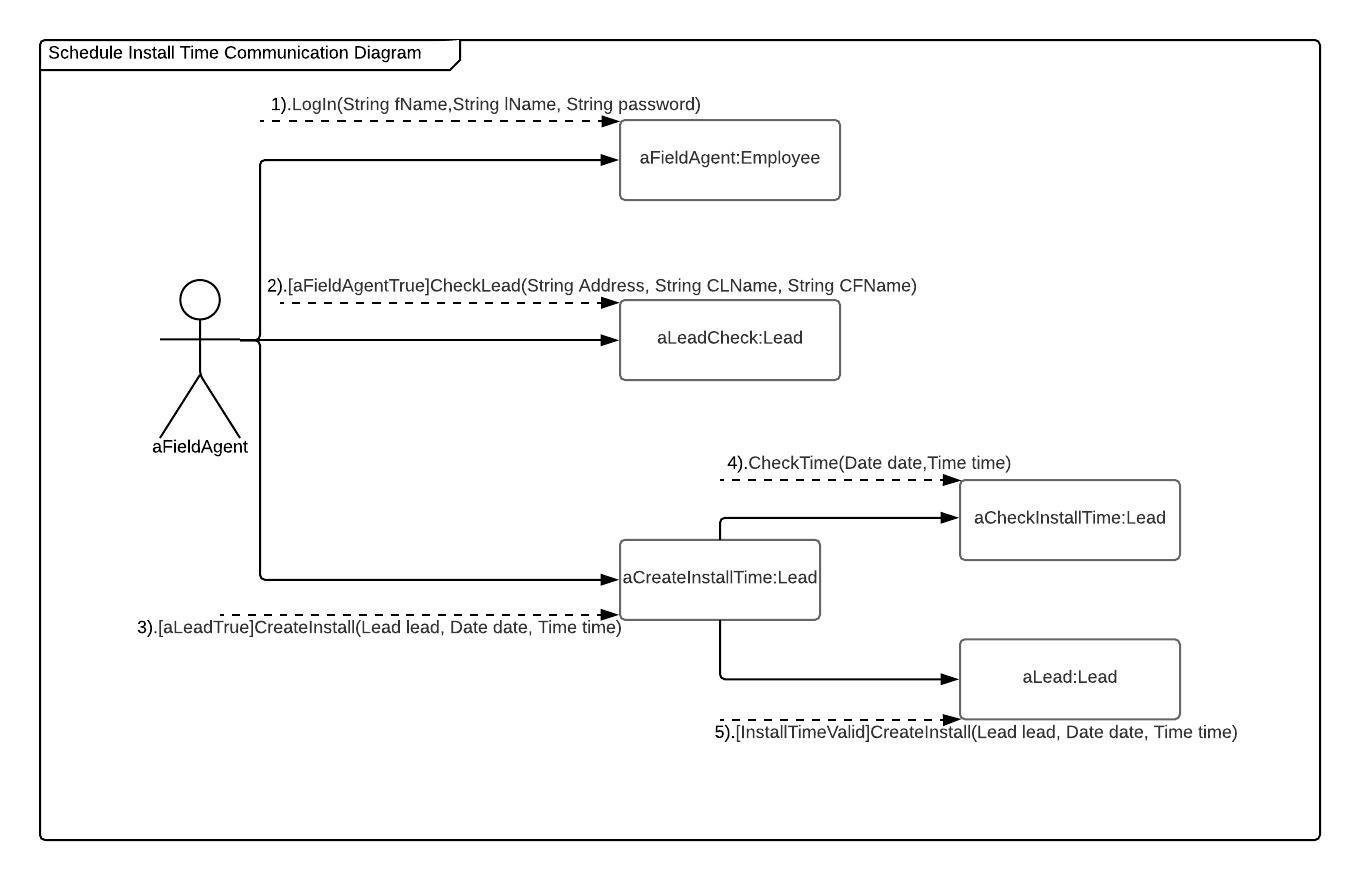 Schedule Install Time Communication Diagram
1).LogIn(String fName,String lName, String password)
aFieldAgent:Employee
2).[aFieldAgentTrue]CheckLead(String Address, String CLName, String CFName)
aLeadCheck:Lead
aFieldAgent
4).CheckTime(Date date,Time time)
aCheckInstallTime:Lead
aCreateInstallTime:Lead
3).[aLeadTrue]CreateInstall(Lead lead, Date date, Time time)
aLead:Lead
5).[InstallTimeValid]CreateInstall(Lead lead, Date date, Time time)